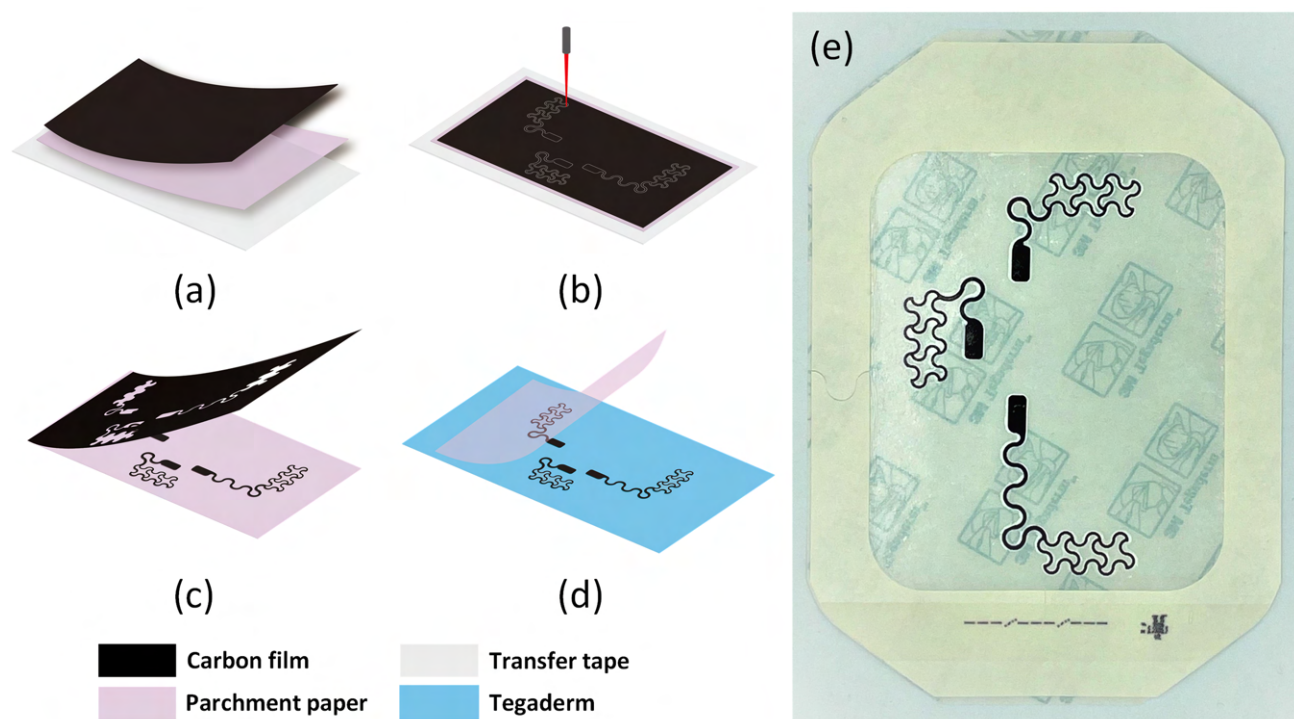 (a)
(b)
(c)
(d)
Carbon film
Transfer tape
Parchment paper
Tegaderm
(e)